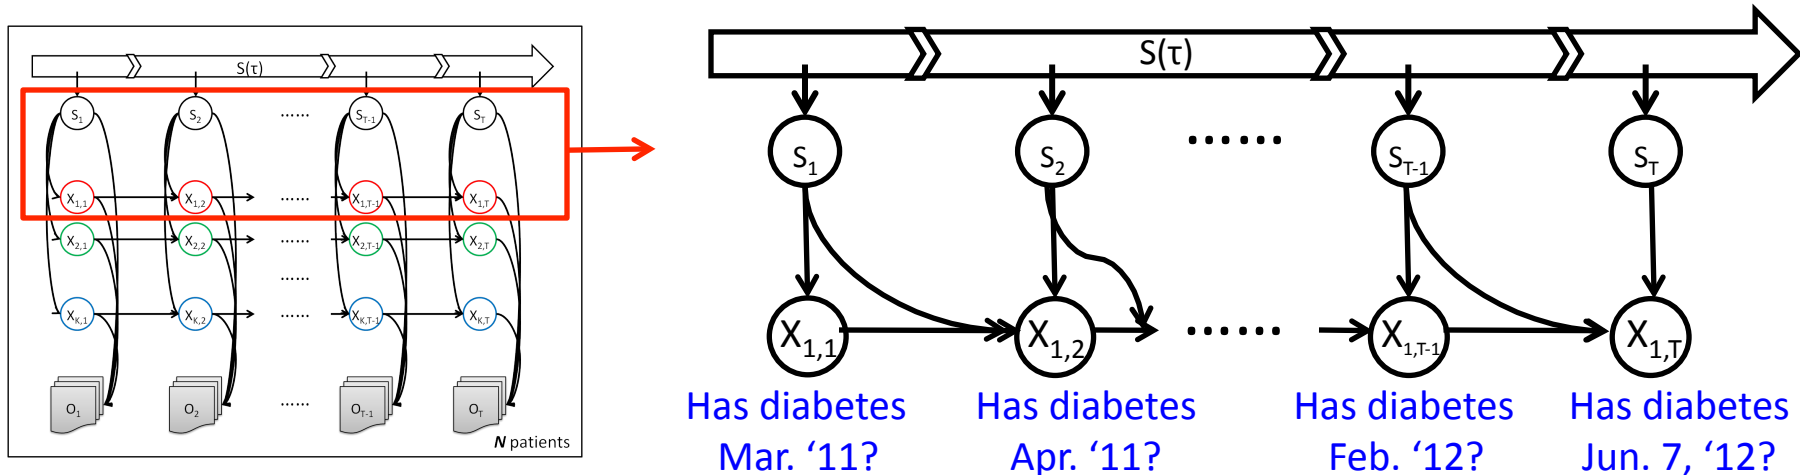 S(τ)
S1 S2 ...... ST-1 ST
X1,1 X1,2 ...... X1,T-1 X1,T
X2,1 X2,2 ...... X2,T-1 X2,T
......
XK,1 XK,2 ...... XK,T-1 XK,T
O1 O2 ...... OT-1 OT
N patients
S(τ)
S1 S2 ...... ST-1 ST
X1,1 X1,2 ...... X1,T-1 X1,T
Has diabetes Has diabetes Has diabetes Has diabetes
Mar. ‘11? Apr. ‘11? Feb. ‘12? Jun. 7, ‘12?